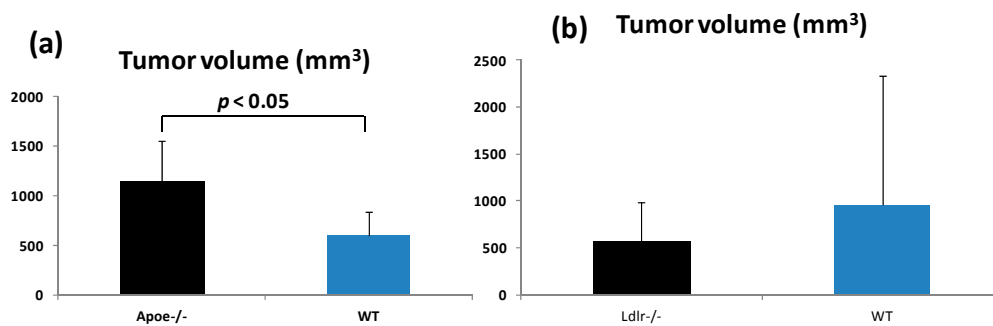 (a)
Tumor volume (mm³)
p < 0.05
2000
1500
1000
500
0
Apoe-/-
WT
(b)
Tumor volume (mm³)
2500
2000
1500
1000
500
0
Ldlr-/-
WT